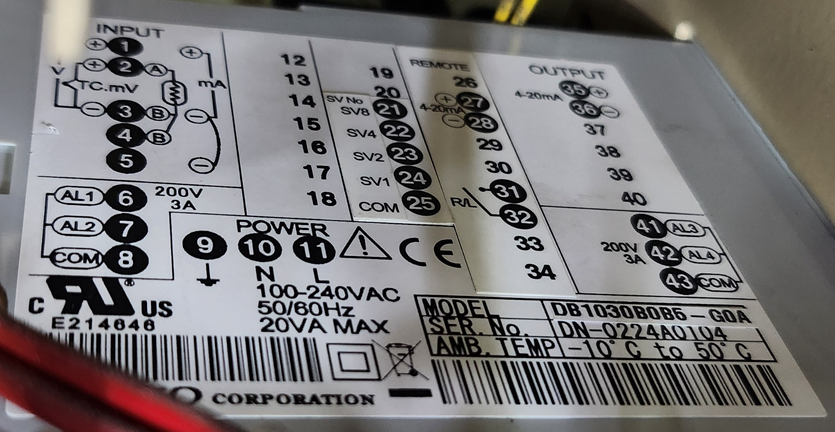 INPUT
+ 1
+ 2 A
V TC.mV mA
- 3 B
4 B
5
12
13
14
15
16
17
18
19
20
SV No
SV8 21
SV4 22
SV2 23
SV1 24
COM 25
REMOTE
26
4-20mA + 27
- 28
29
30
R/L 31
32
33
34
OUTPUT
4-20mA 35 +
36 -
37
38
39
40
AL1 6 200V
AL2 7 3A
COM 8
POWER
9 10 11 CE
N L
100-240VAC
50/60Hz
20VA MAX
41 AL3
200V 42 AL4
3A 43 COM
C RU® US
E214646
MODEL DB1030B0B6-G0A
SER. No. DN-0224A0104
AMB. TEMP -10°C to 50°C
O CORPORATION